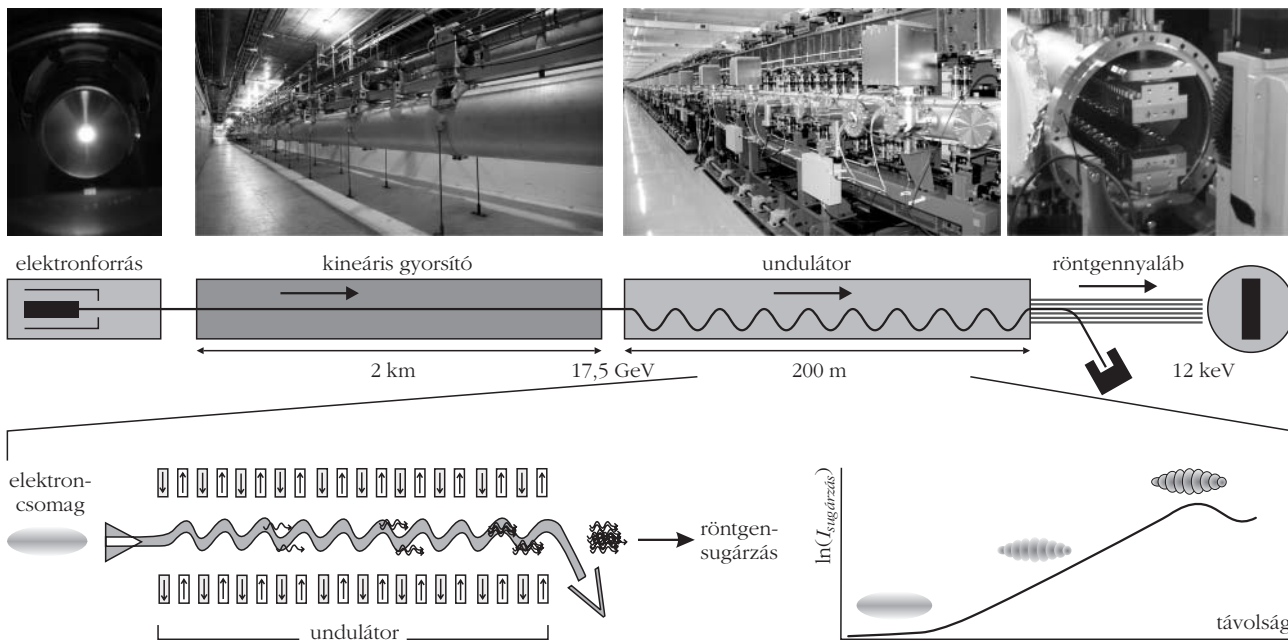 elektronforrás
kineáris gyorsító
undulátor
röntgennyaláb
2 km
17,5 GeV
200 m
12 keV
elektron-
csomag
röntgen-
sugárzás
undulátor
ln(I_sugárzás)
távolság